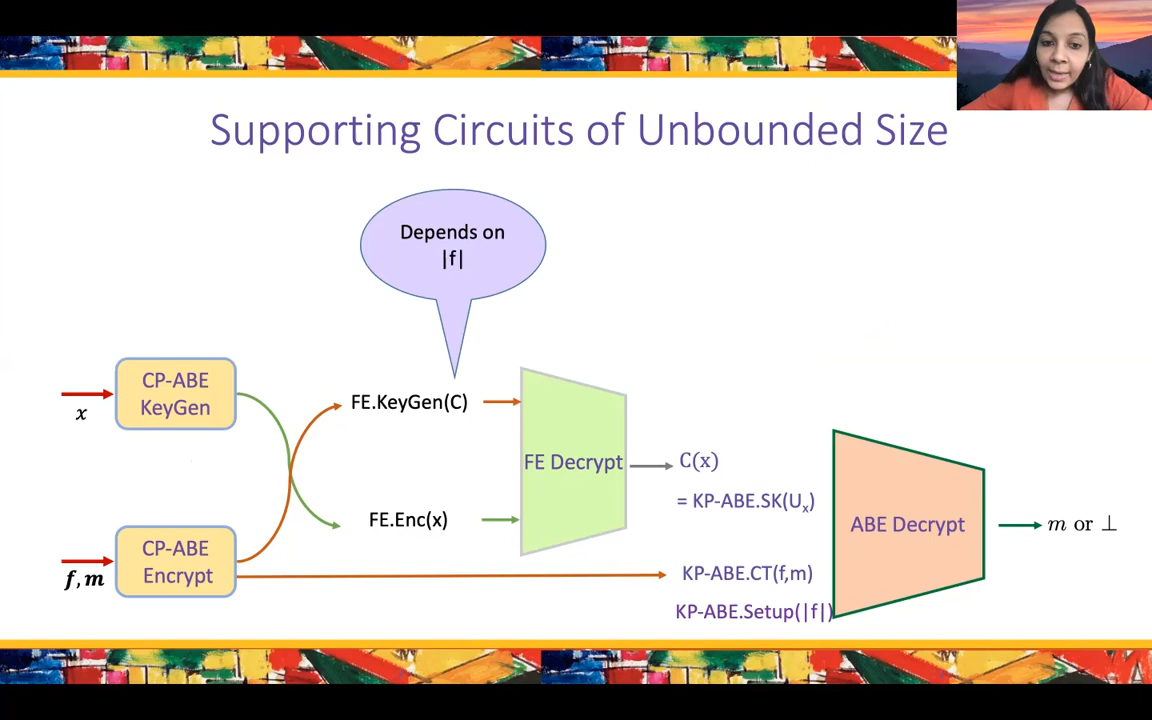 Supporting Circuits of Unbounded Size
Depends on
|f|
CP-ABE
KeyGen
x
FE.KeyGen(C)
FE Decrypt
C(x)
= KP-ABE.SK(Uₓ)
FE.Enc(x)
ABE Decrypt
m or ⊥
CP-ABE
Encrypt
f, m
KP-ABE.CT(f,m)
KP-ABE.Setup(|f|)